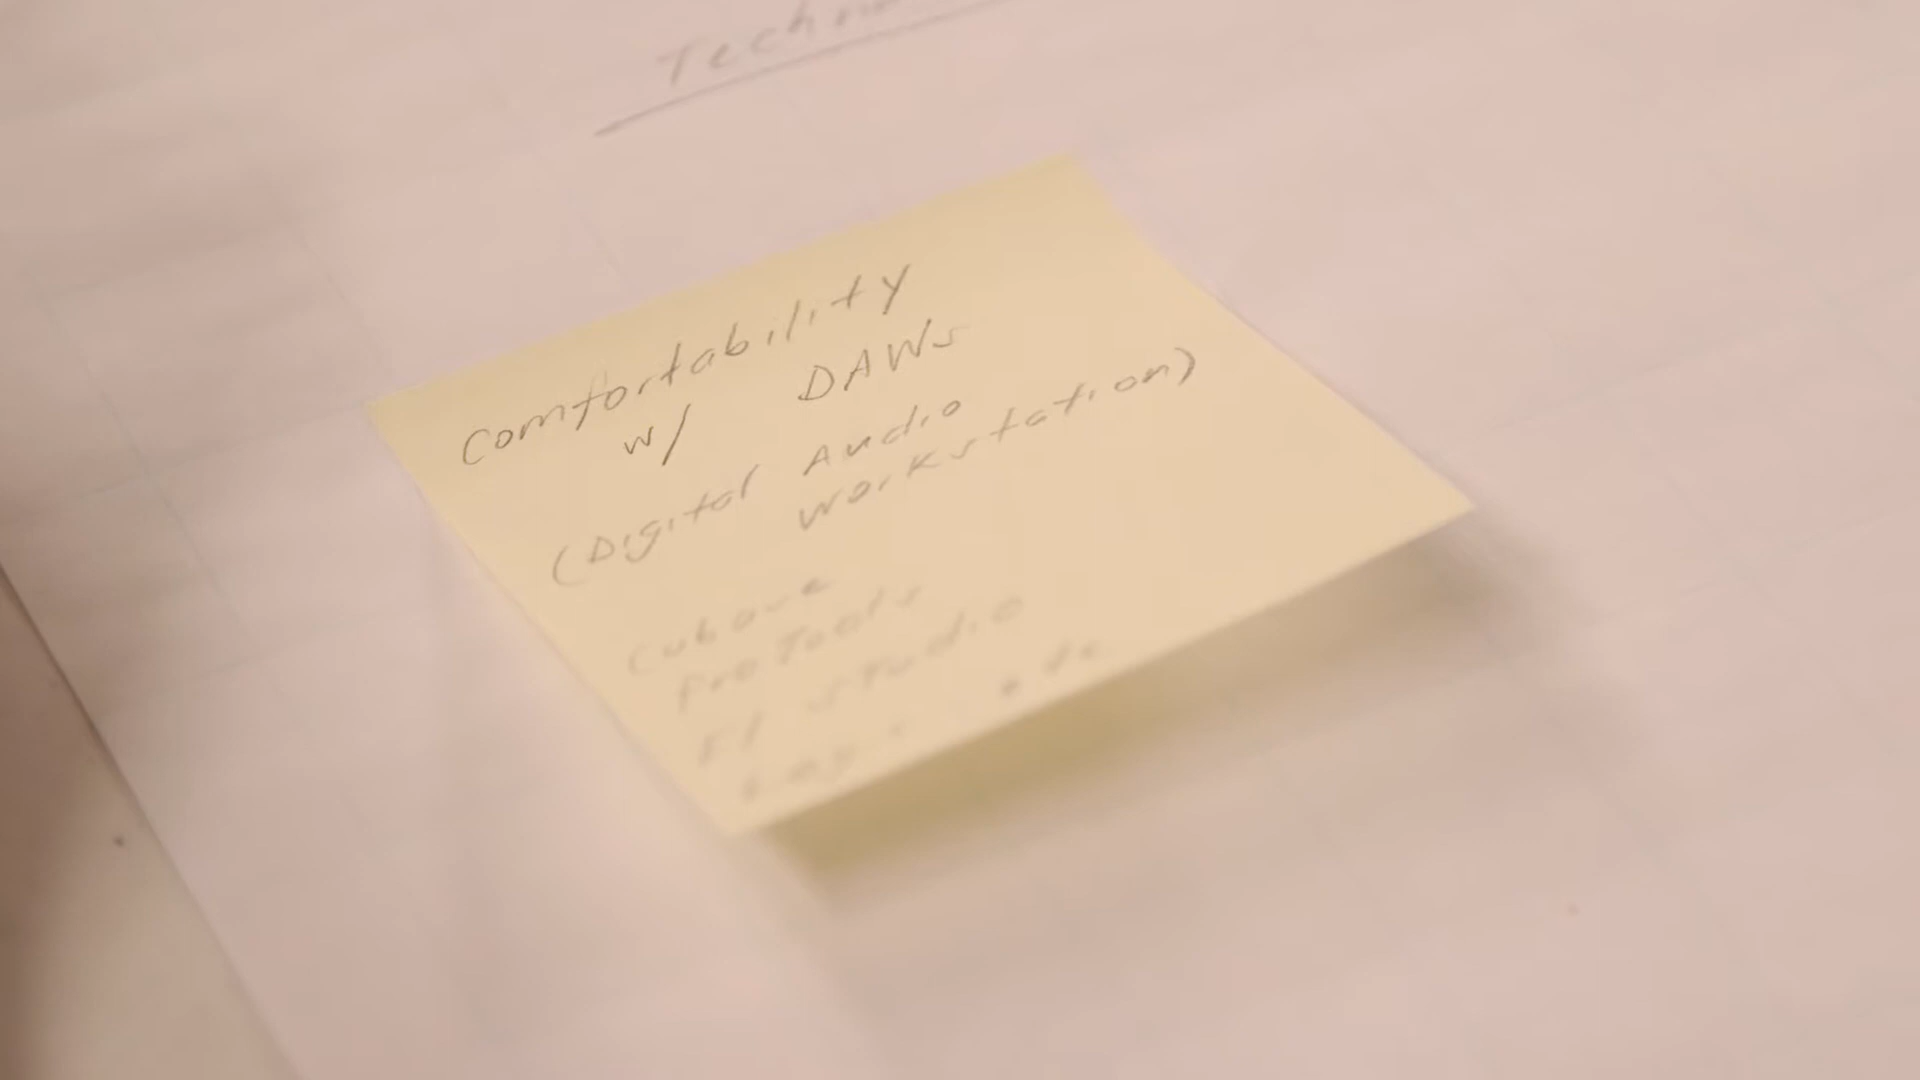 Comfortability
w/ DAWs
(Digital Audio
Workstation)
Cubase
ProTools
Fl Studio